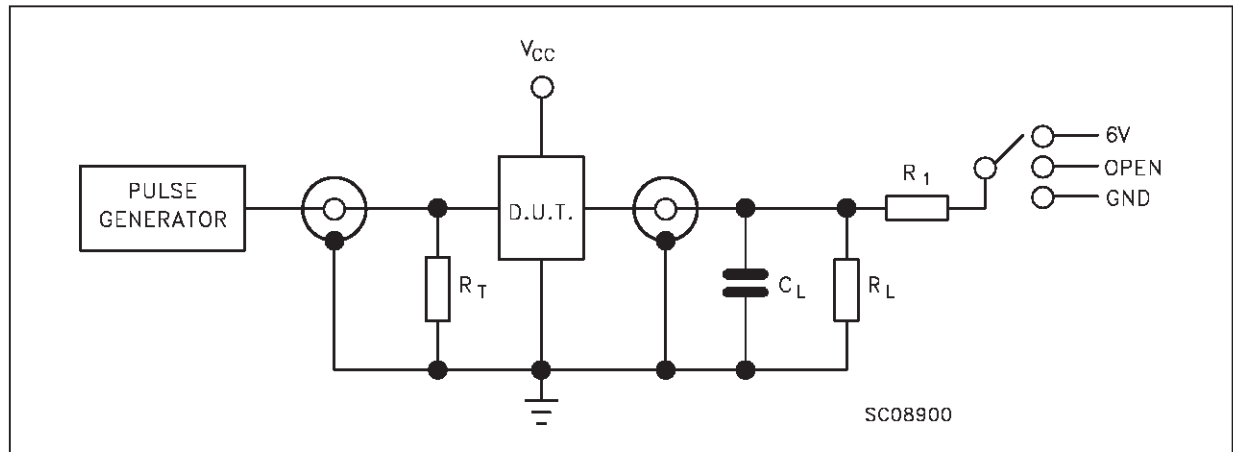 VCC
6V
OPEN
GND
R1
PULSE
GENERATOR
D.U.T.
RT
CL
RL
SC08900